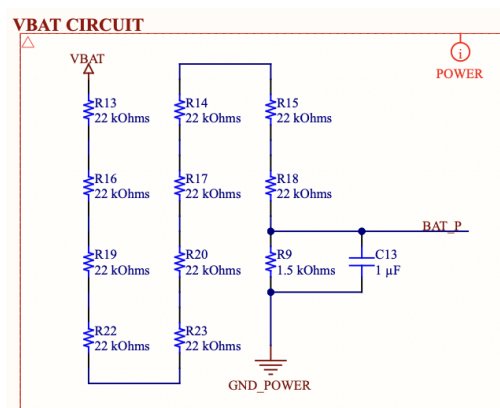 VBAT CIRCUIT
VBAT
POWER
R13
22 kOhms
R14
22 kOhms
R15
22 kOhms
R16
22 kOhms
R17
22 kOhms
R18
22 kOhms
BAT_P
R19
22 kOhms
R20
22 kOhms
R9
1.5 kOhms
C13
1 µF
R22
22 kOhms
R23
22 kOhms
GND_POWER